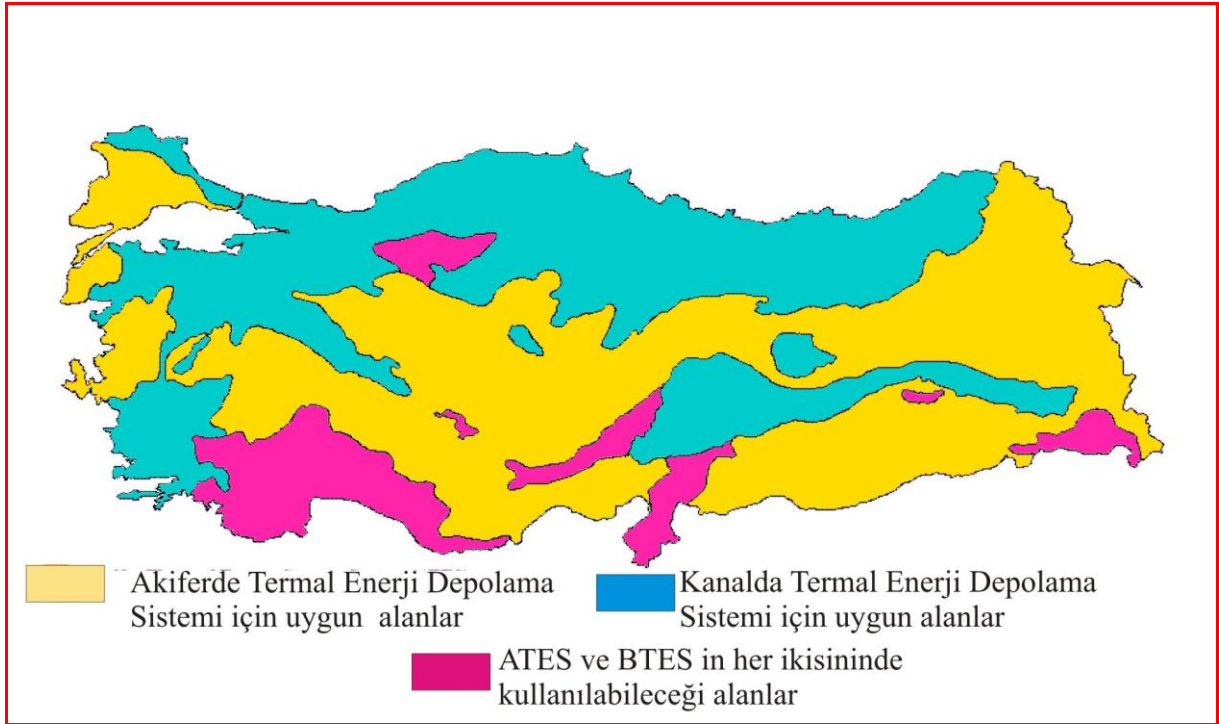 Akiferde Termal Enerji Depolama
Sistemi için uygun alanlar
Kanalda Termal Enerji Depolama
Sistemi için uygun alanlar
ATES ve BTES in her ikisininde
kullanılabileceği alanlar